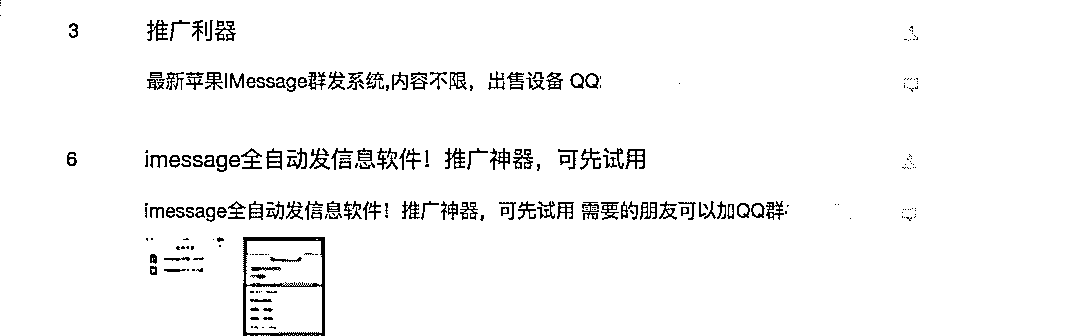 3 推广利器
最新苹果IMessage群发系统,内容不限，出售设备 QQ:
6 imessage全自动发信息软件！推广神器，可先试用
imessage全自动发信息软件！推广神器，可先试用 需要的朋友可以加QQ群: